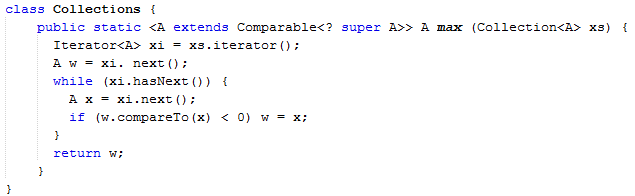 class Collections {
    public static <A extends Comparable<? super A>> A max (Collection<A> xs) {
      Iterator<A> xi = xs.iterator();
      A w = xi. next();
      while (xi.hasNext()) {
        A x = xi.next();
        if (w.compareTo(x) < 0) w = x;
      }
      return w;
    }
}